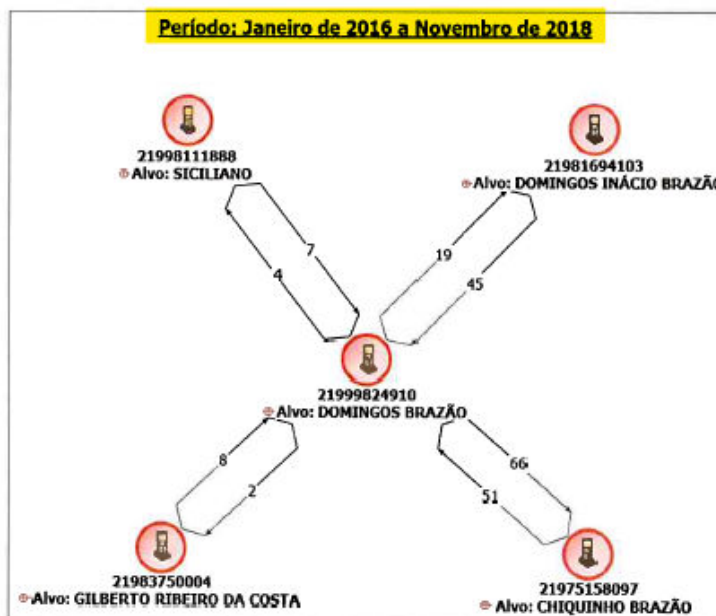 Período: Janeiro de 2016 a Novembro de 2018
21998111888
Alvo: SICILIANO
21981694103
Alvo: DOMINGOS INÁCIO BRAZÃO
7
4
19
45
21999824910
Alvo: DOMINGOS BRAZÃO
8
2
66
51
21983750004
Alvo: GILBERTO RIBEIRO DA COSTA
21975158097
Alvo: CHIQUINHO BRAZÃO